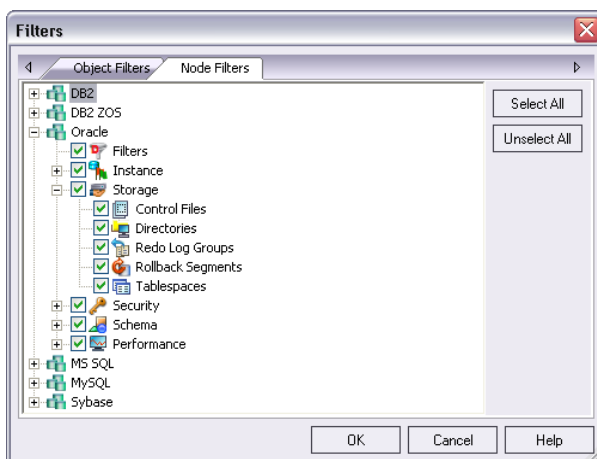 Filters
Object Filters Node Filters
DB2
DB2 ZOS
Oracle
Filters
Instance
Storage
Control Files
Directories
Redo Log Groups
Rollback Segments
Tablespaces
Security
Schema
Performance
MS SQL
MySQL
Sybase
Select All
Unselect All
OK Cancel Help